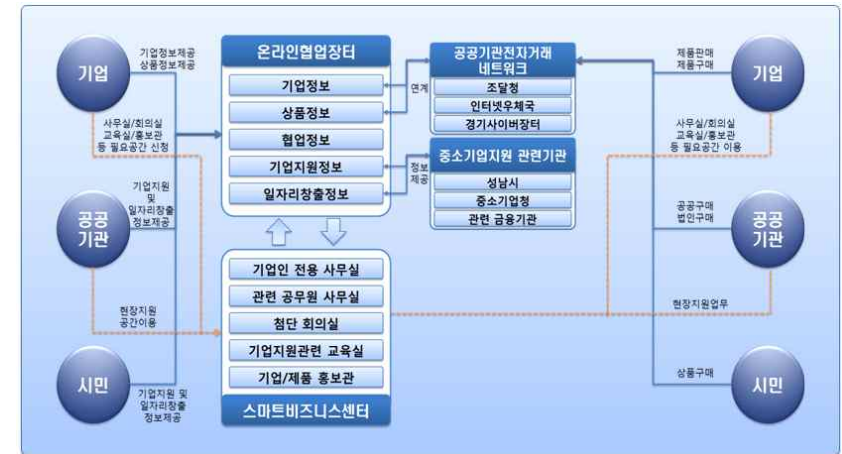 기업
기업정보제공
상품정보제공
사무실/회의실
교육실/홍보관
등 필요공간 신청
공공
기관
기업지원
및
일자리창출
정보제공
현장지원
공간이용
시민
기업지원 및
일자리창출
정보제공
온라인협업장터
기업정보
상품정보
협업정보
기업지원정보
일자리창출정보
기업인 전용 사무실
관련 공무원 사무실
첨단 회의실
기업지원관련 교육실
기업/제품 홍보관
스마트비즈니스센터
연계
공공기관전자거래
네트워크
조달청
인터넷우체국
경기사이버장터
정보
제공
중소기업지원 관련기관
성남시
중소기업청
관련 금융기관
제품판매
제품구매
기업
사무실/회의실
교육실/홍보관
등 필요공간 이용
공공구매
법인구매
공공
기관
현장지원업무
상품구매
시민